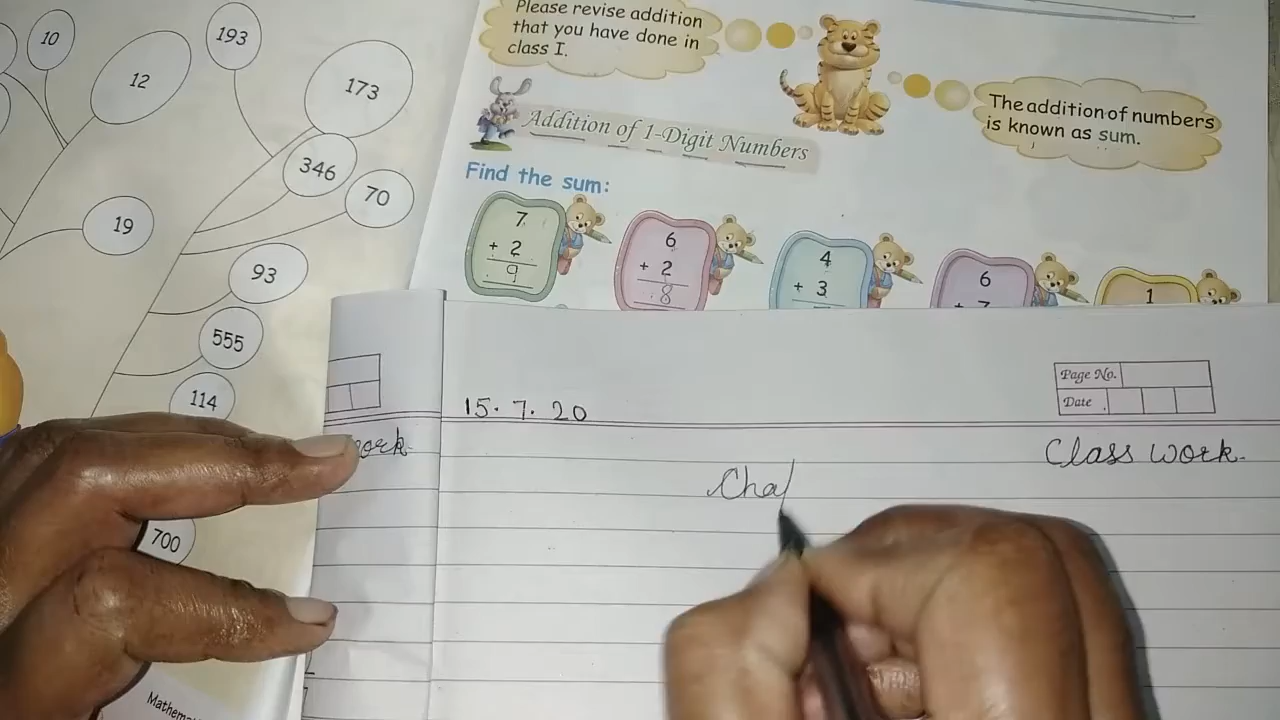 10
12
193
173
346
70
19
93
555
114
700
Please revise addition
that you have done in
class I.
The addition of numbers
is known as sum.
Addition of 1-Digit Numbers
Find the sum:
7
+ 2
9
6
+ 2
8
4
+ 3
6
1
Page No.
Date
15.7.20
work.
Class work.
Cha